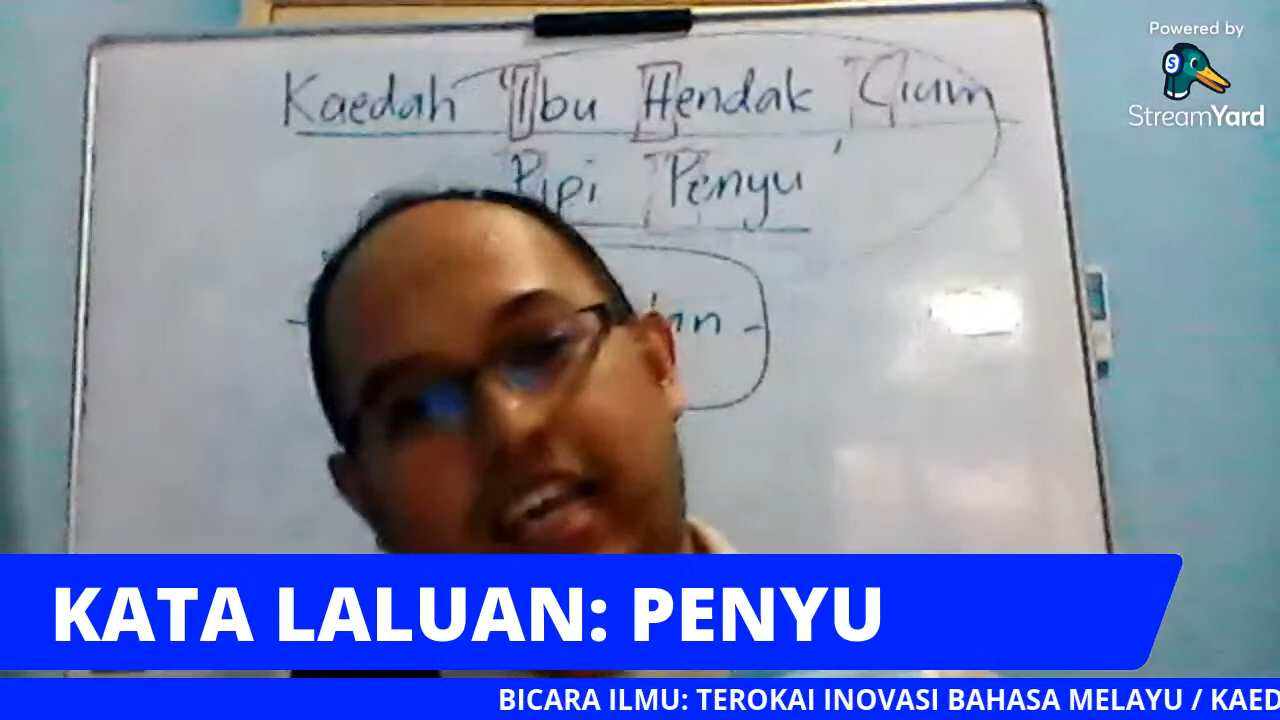 Powered by
StreamYard
Kaedah Ibu Hendak Cium
Pipi Penyu
KATA LALUAN: PENYU
BICARA ILMU: TEROKAI INOVASI BAHASA MELAYU / KAED